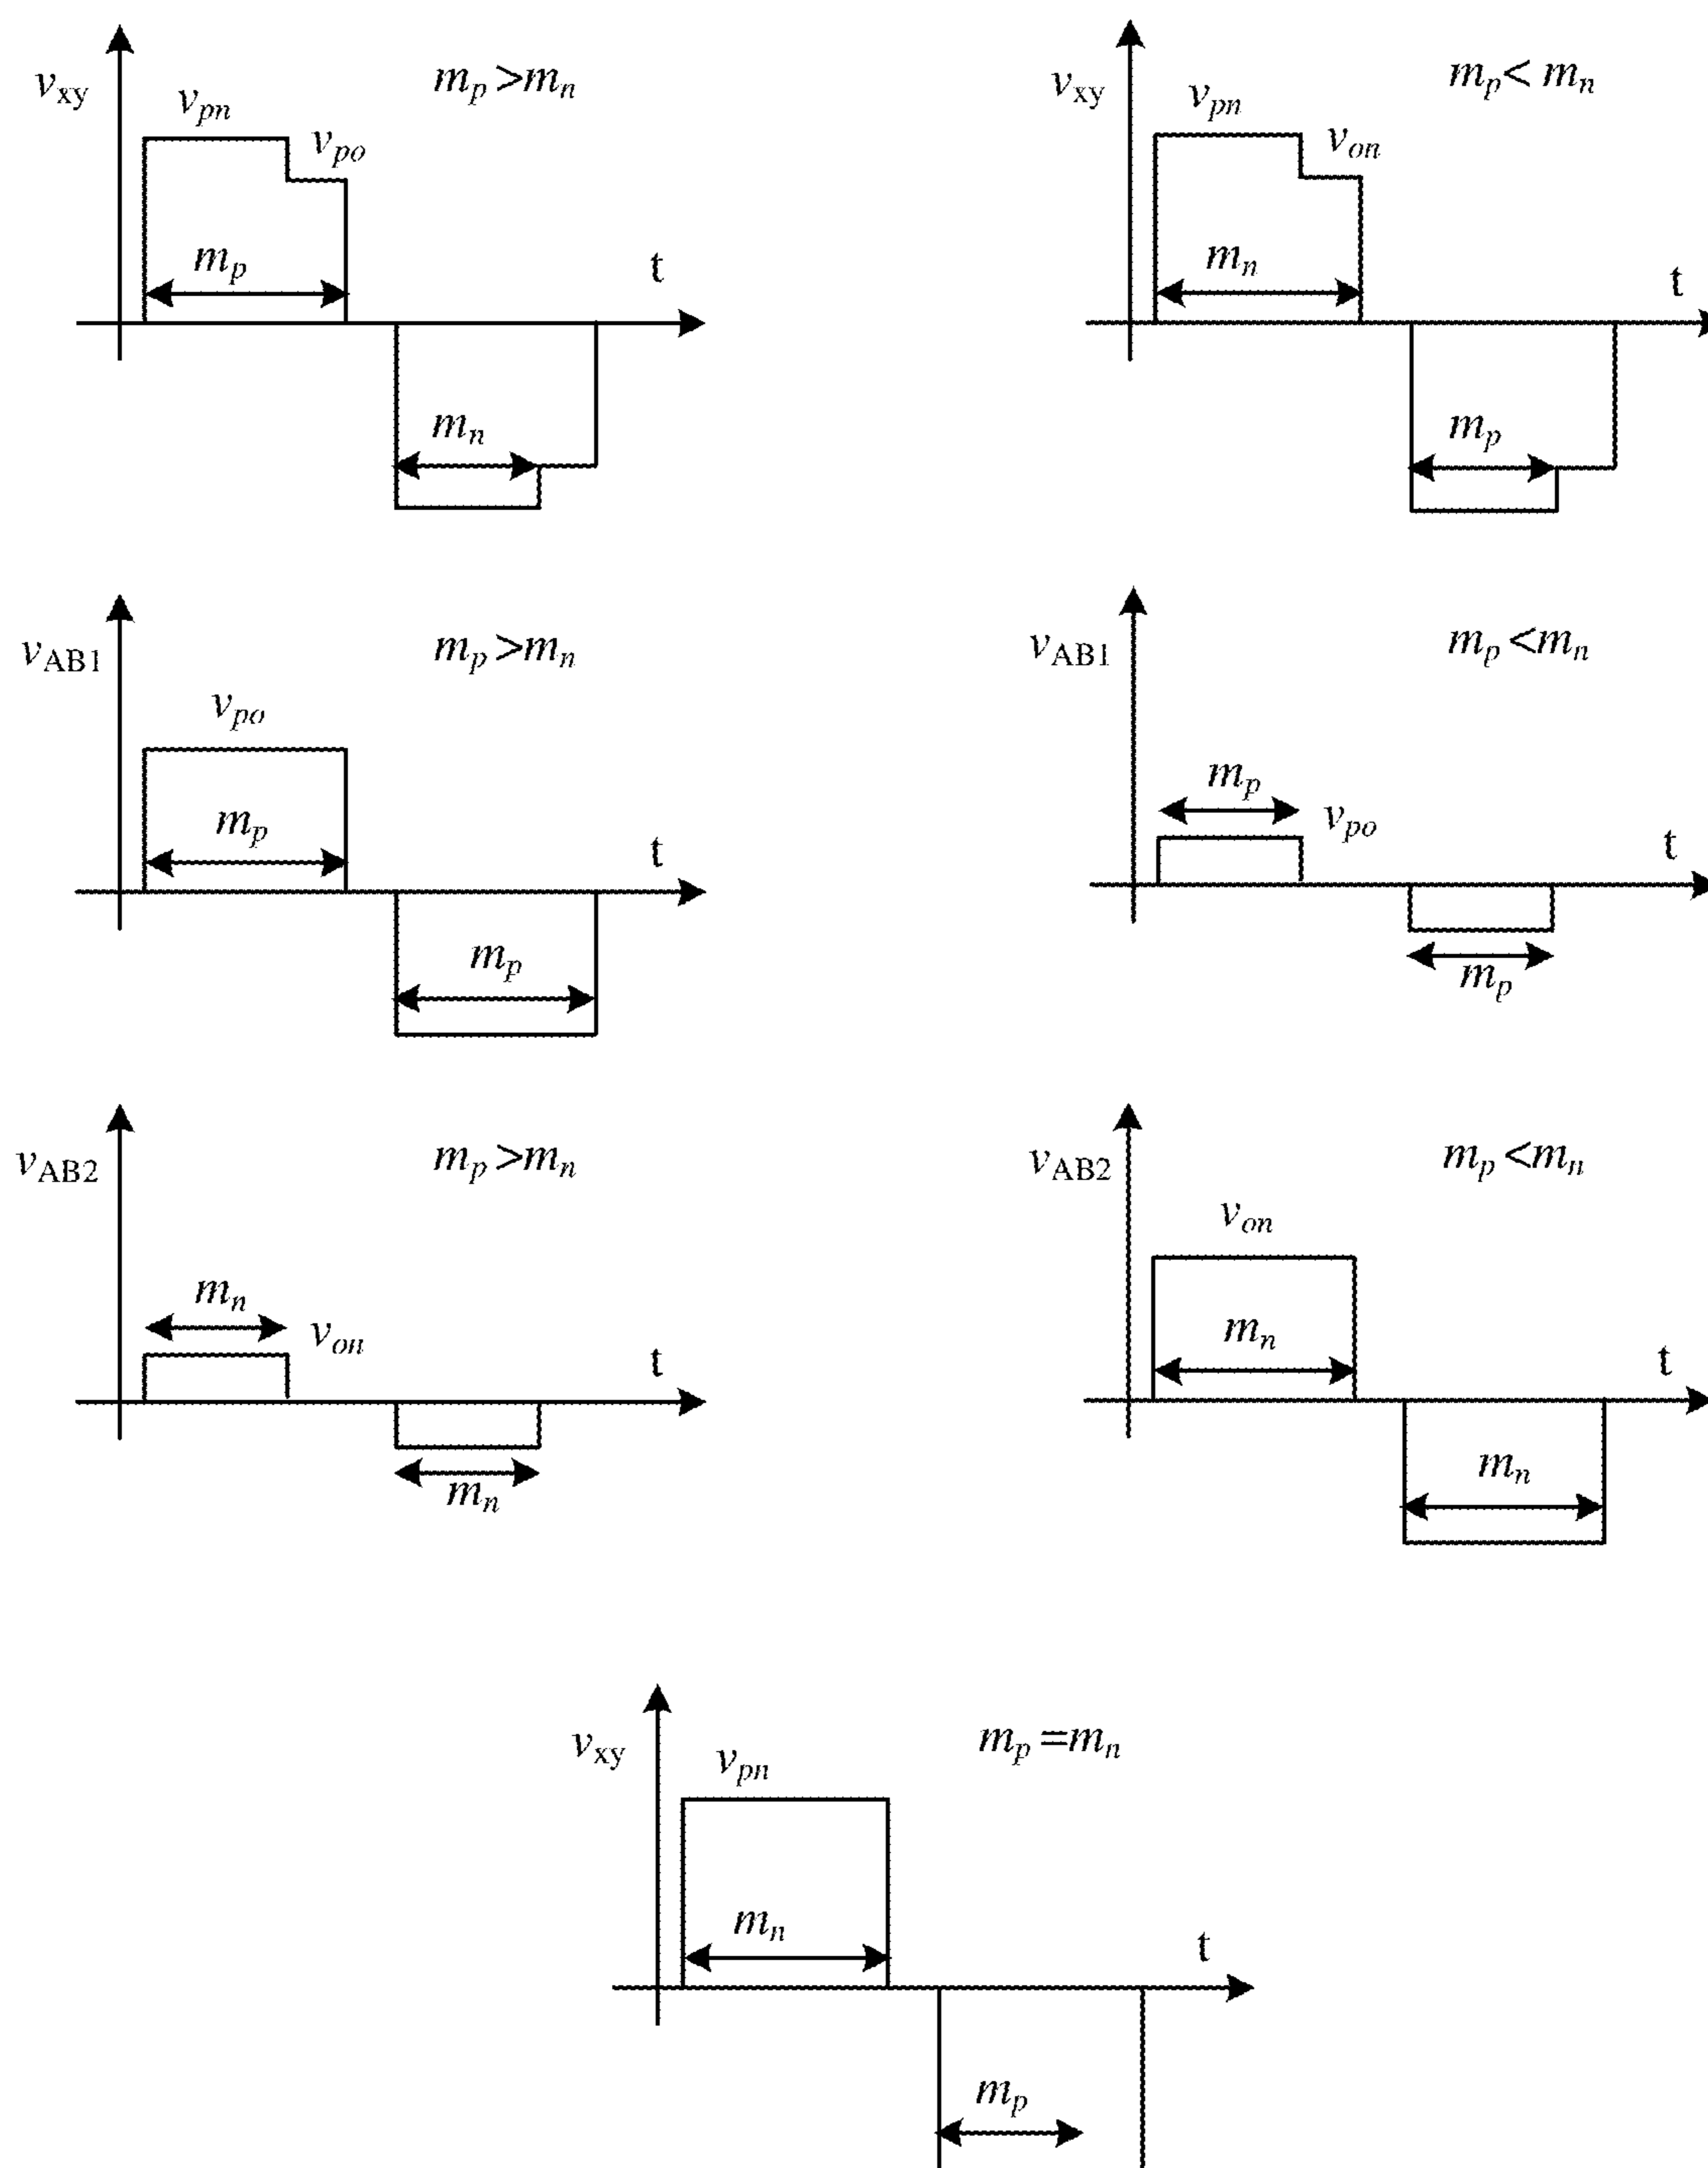 v_xy
m_p >m_n
v_pn
v_po
m_p
t
m_n
v_xy
m_p< m_n
v_pn
v_on
m_n
t
m_p
v_AB1
m_p >m_n
v_po
m_p
t
m_p
v_AB1
m_p <m_n
m_p
v_po
t
m_p
v_AB2
m_p >m_n
m_n
v_on
t
m_n
v_AB2
m_p <m_n
v_on
m_n
t
m_n
v_xy
m_p =m_n
v_pn
m_n
t
m_p